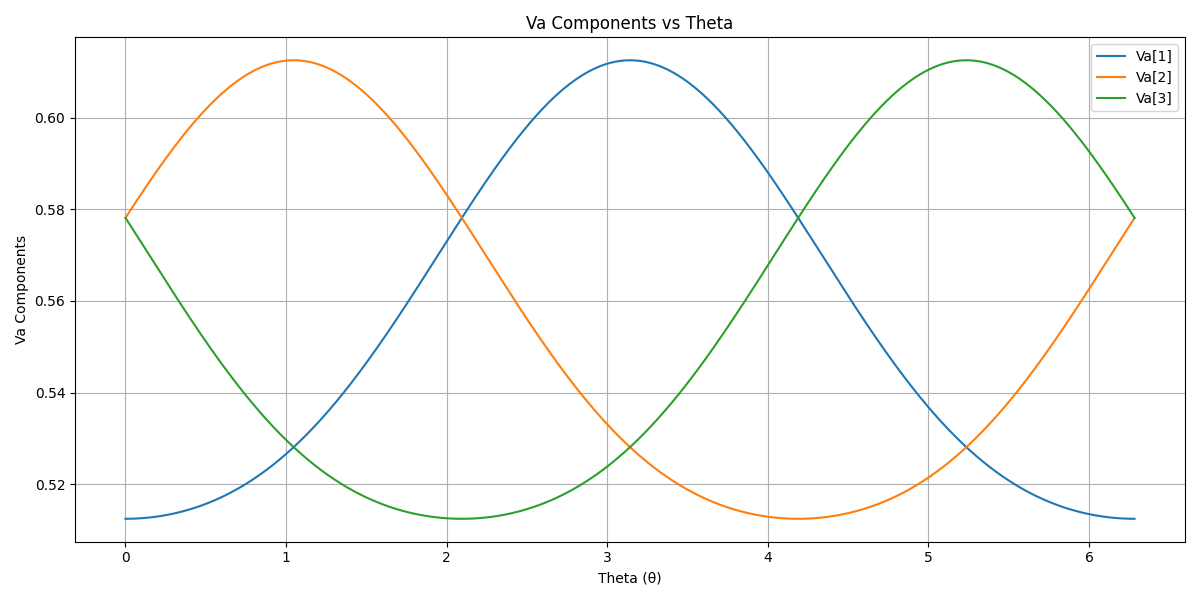 Va Components vs Theta
Va[1]
Va[2]
Va[3]
Va Components
0.60
0.58
0.56
0.54
0.52
0 1 2 3 4 5 6
Theta (θ)